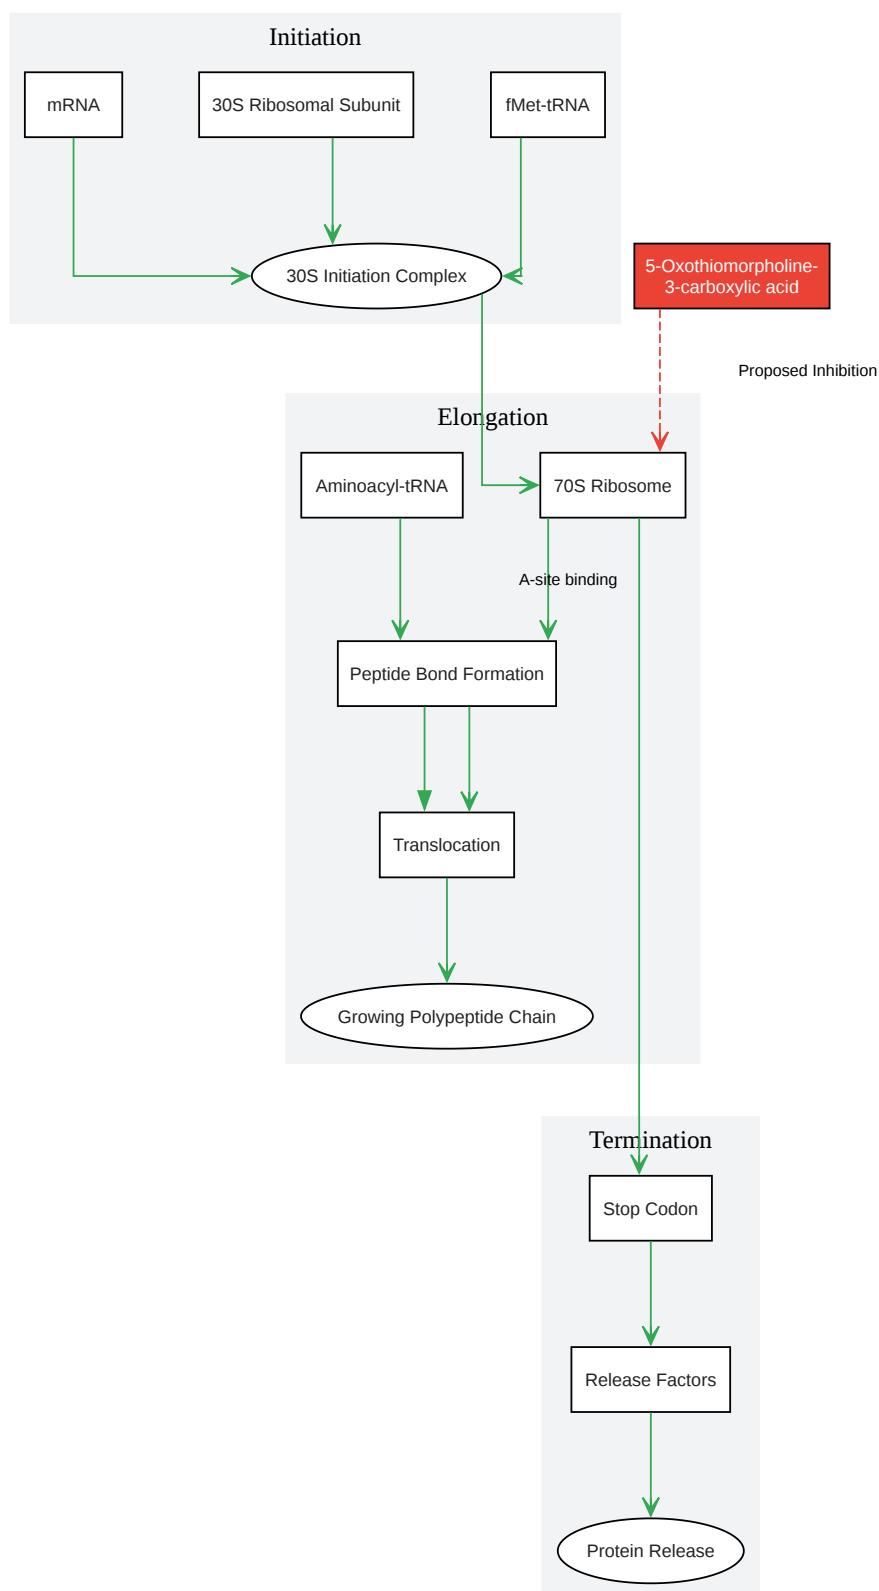 Initiation
mRNA
30S Ribosomal Subunit
fMet-tRNA
30S Initiation Complex
5-Oxothiomorpholine-
3-carboxylic acid
Proposed Inhibition
Elongation
Aminoacyl-tRNA
70S Ribosome
A-site binding
Peptide Bond Formation
Translocation
Growing Polypeptide Chain
Termination
Stop Codon
Release Factors
Protein Release